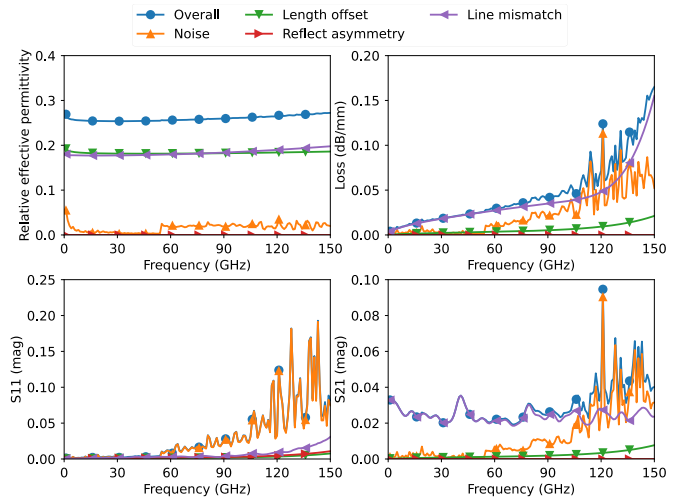 Overall
Noise
Length offset
Reflect asymmetry
Line mismatch
Relative effective permittivity
0.4
0.3
0.2
0.1
0.0
0 30 60 90 120 150
Frequency (GHz)
Loss (dB/mm)
0.20
0.15
0.10
0.05
0.00
0 30 60 90 120 150
Frequency (GHz)
S11 (mag)
0.25
0.20
0.15
0.10
0.05
0.00
0 30 60 90 120 150
Frequency (GHz)
S21 (mag)
0.10
0.08
0.06
0.04
0.02
0.00
0 30 60 90 120 150
Frequency (GHz)